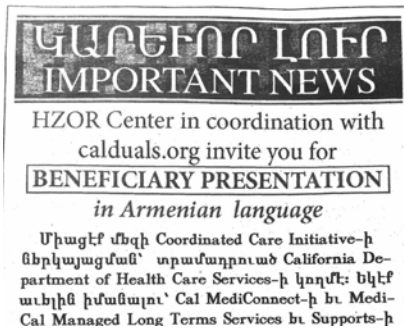 ԿԱՐԵՒՈՐ ԼՈՒՐ
IMPORTANT NEWS
HZOR Center in coordination with
calduals.org invite you for
BENEFICIARY PRESENTATION
in Armenian language
Միացէք մեզի Coordinated Care Initiative-ի
ներկայացման՝ տրամադրուած California De-
partment of Health Care Services-ի կողմէ: Եկէք
աւելին իմանալու՝ Cal MediConnect-ի եւ Medi-
Cal Managed Long Terms Services եւ Supports-ի